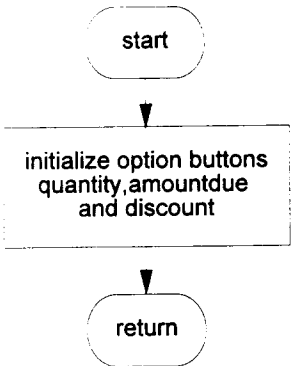 start
initialize option buttons
quantity,amountdue
and discount
return